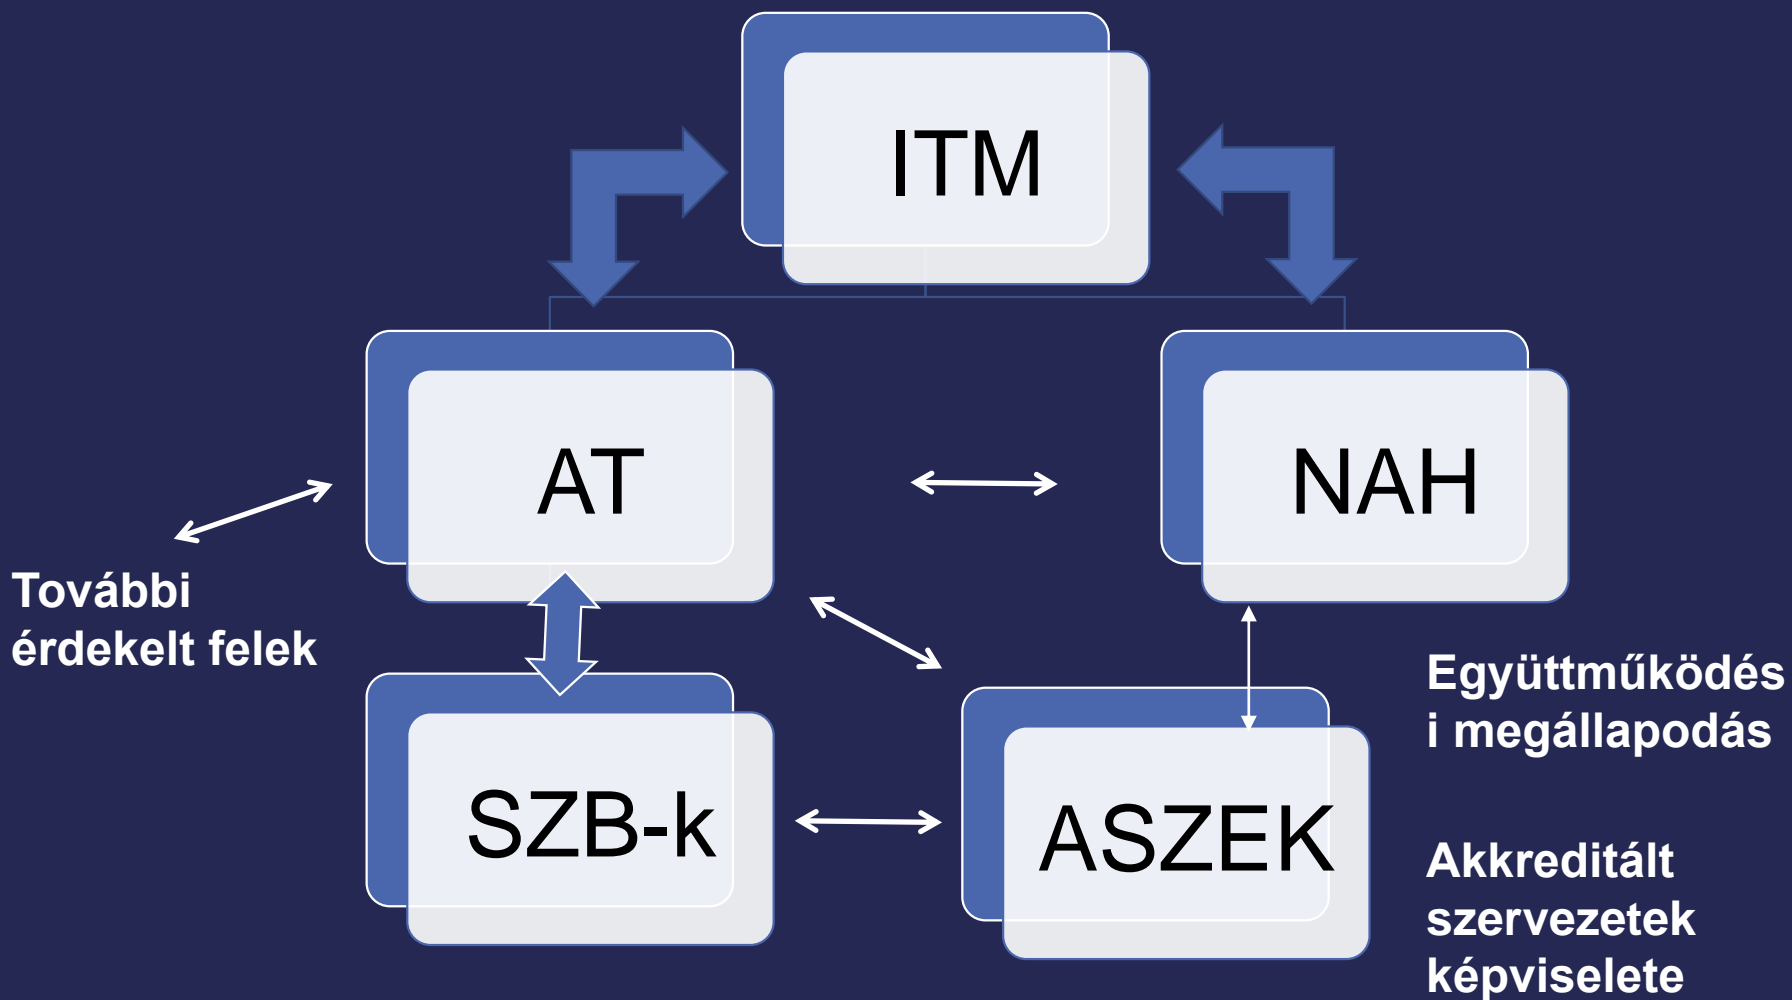 ITM
AT
NAH
További
érdekelt felek
Együttműködés
i megállapodás
SZB-k
ASZEK
Akkreditált
szervezetek
képviselete